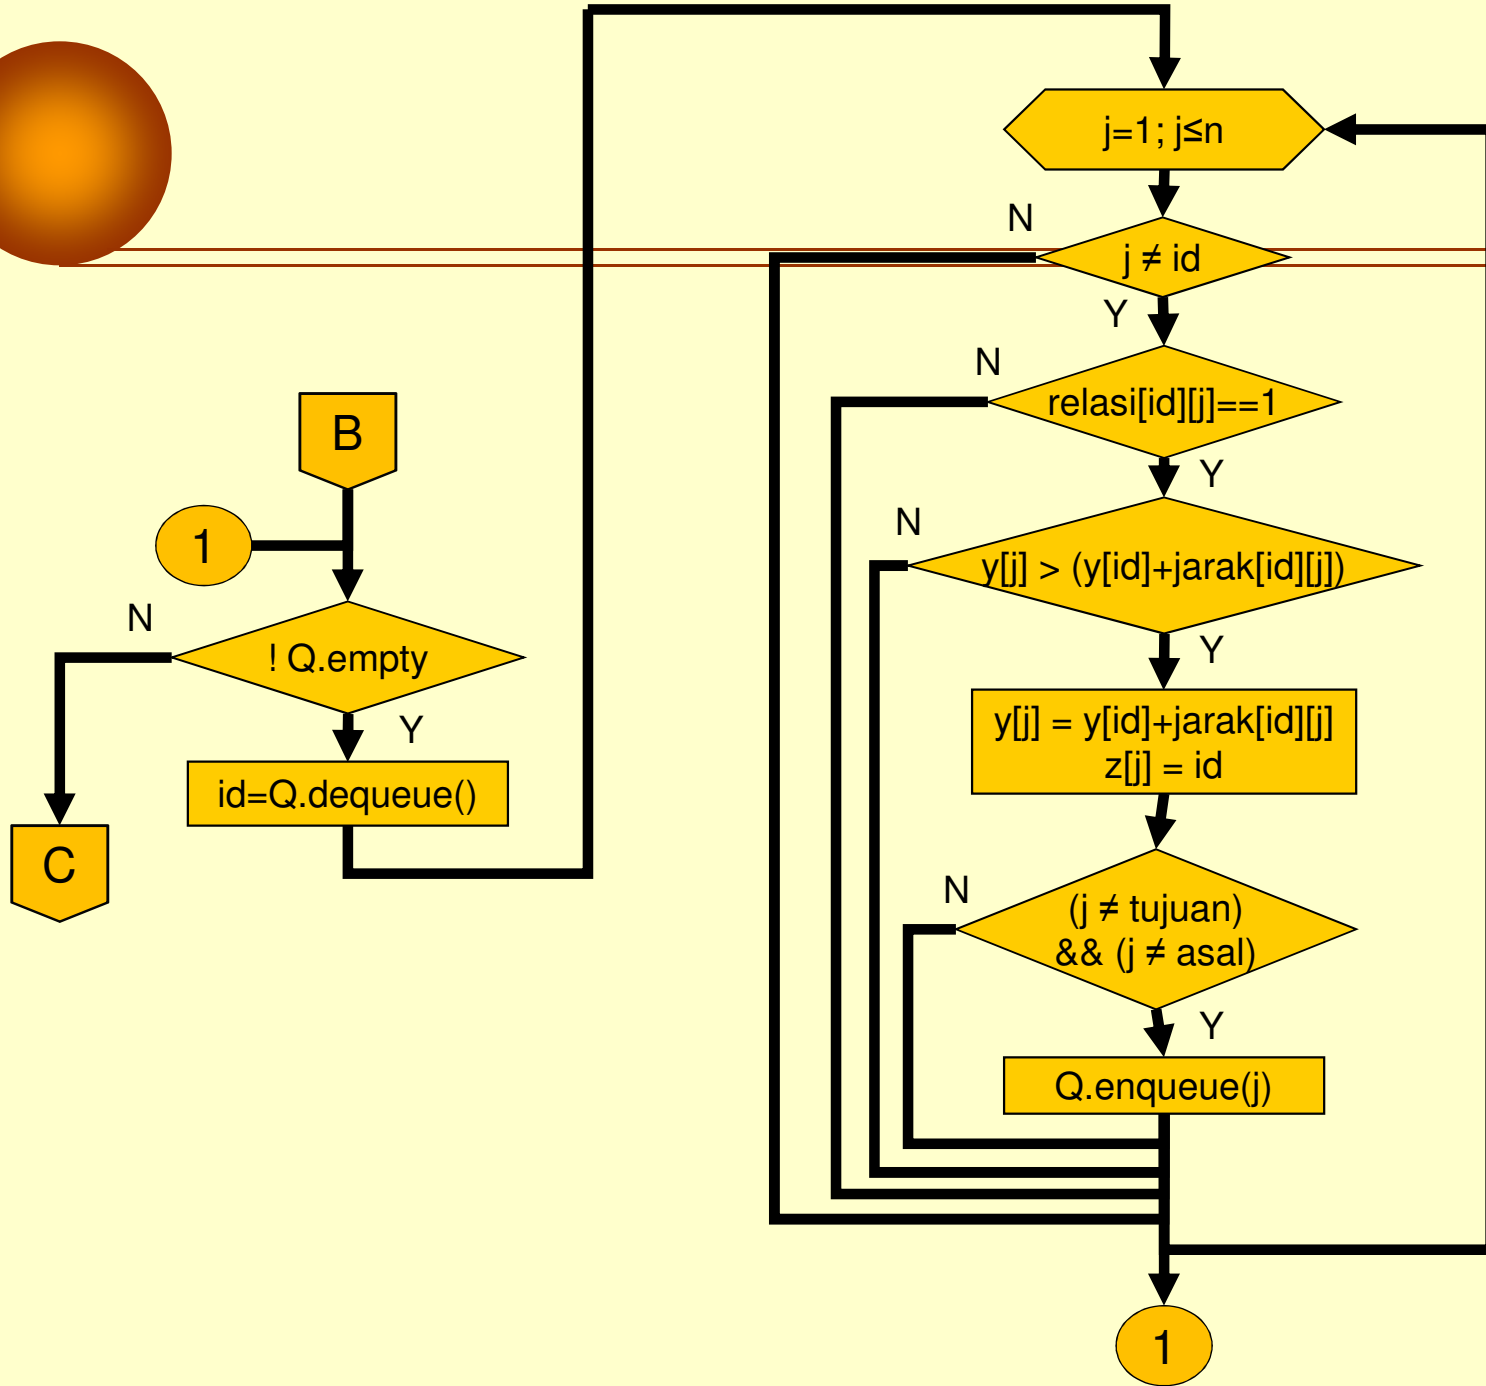 B
1
N
! Q.empty
Y
id=Q.dequeue()
C
j=1; j≤n
N
j ≠ id
Y
N
relasi[id][j]==1
Y
N
y[j] > (y[id]+jarak[id][j])
Y
y[j] = y[id]+jarak[id][j]
z[j] = id
N
(j ≠ tujuan)
&& (j ≠ asal)
Y
Q.enqueue(j)
1